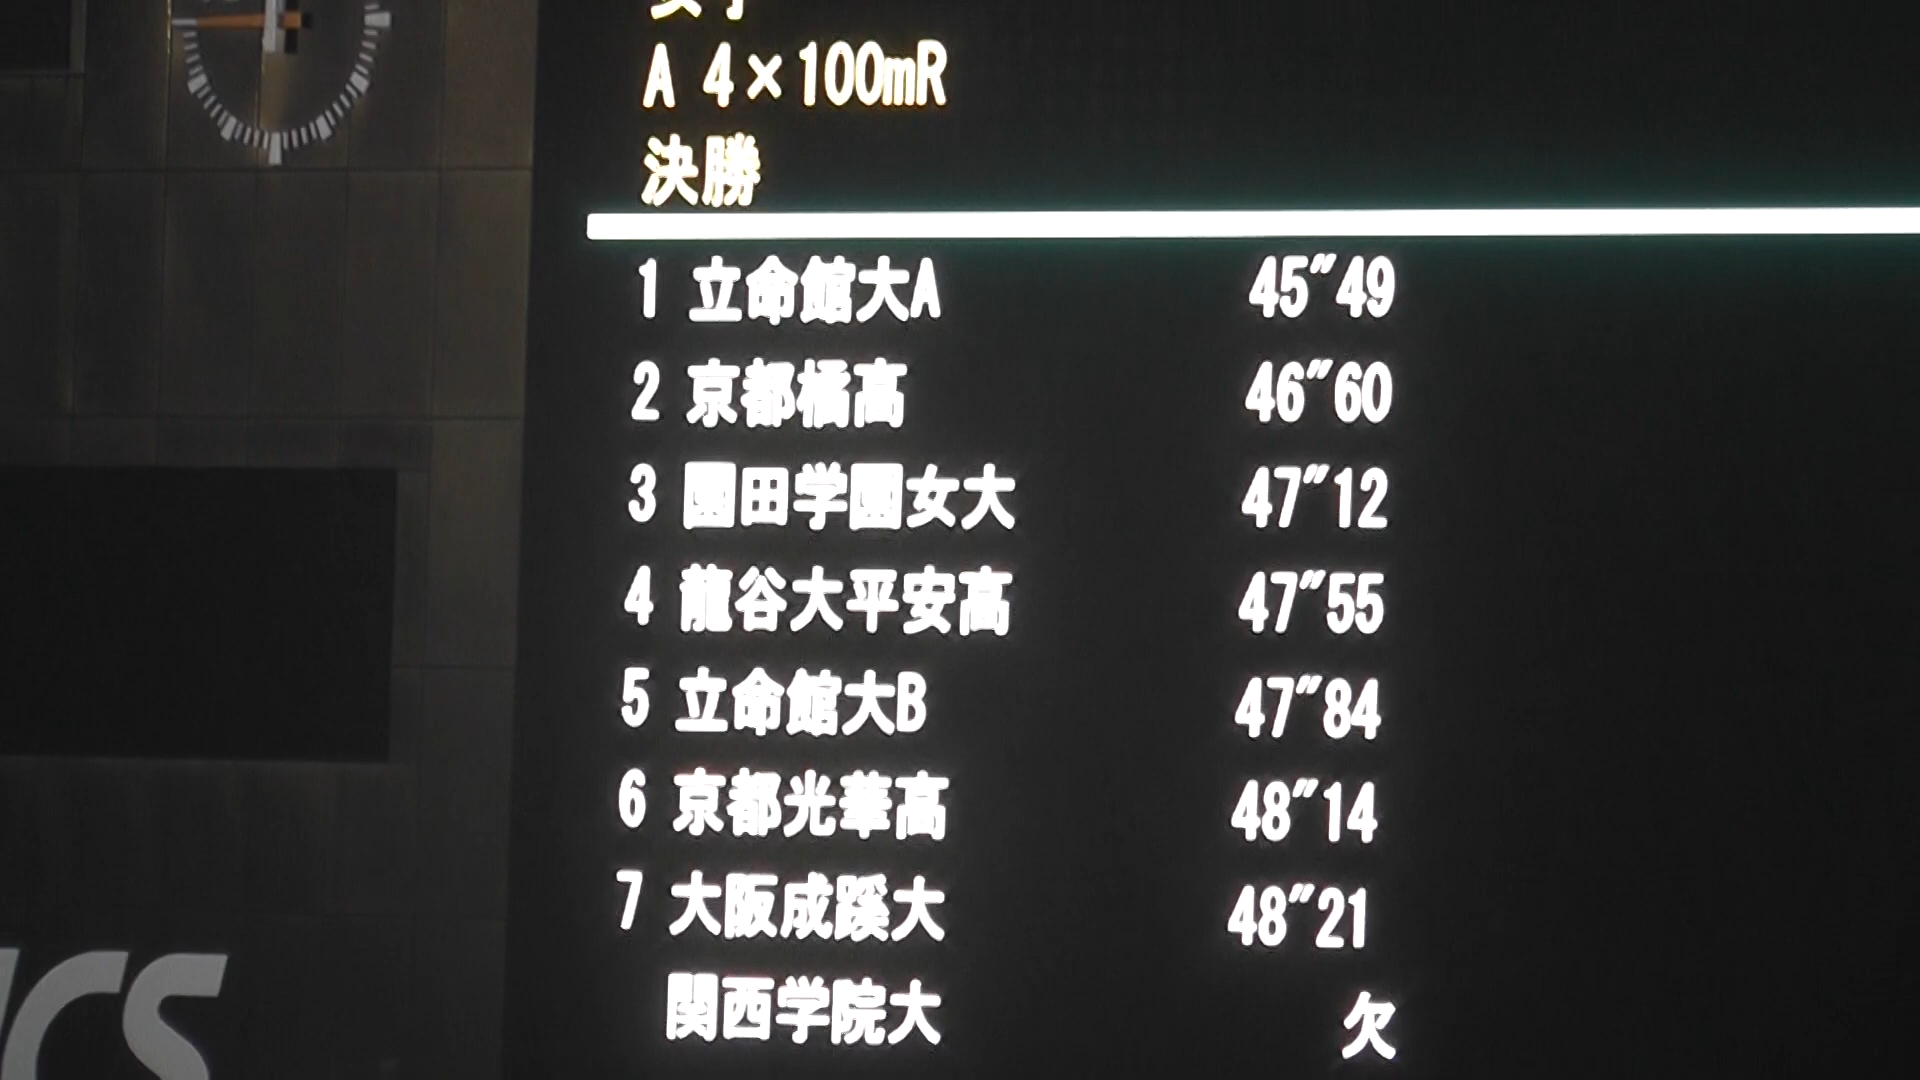 女子
A 4×100mR
決勝
1 立命館大A 45"49
2 京都橘高 46"60
3 園田学園女大 47"12
4 龍谷大平安高 47"55
5 立命館大B 47"84
6 京都光華高 48"14
7 大阪成蹊大 48"21
関西学院大 欠
ICS